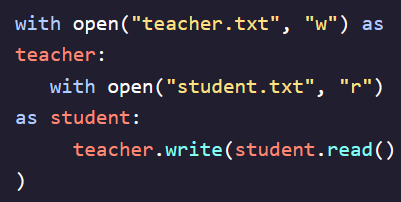 with open("teacher.txt", "w") as
teacher:
   with open("student.txt", "r")
as student:
     teacher.write(student.read()
)